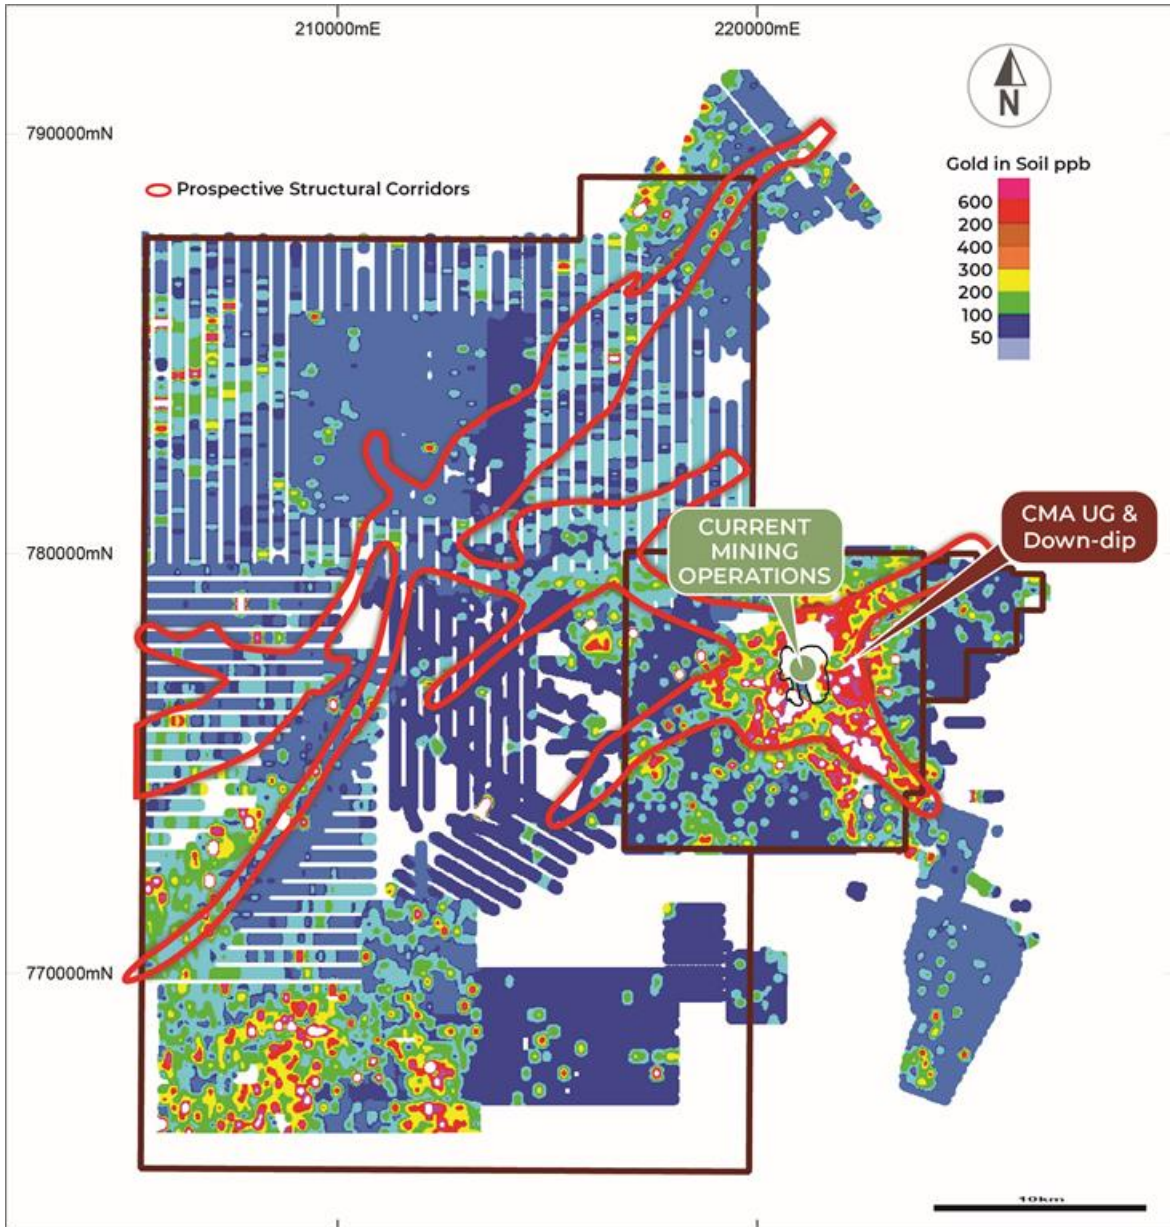 210000mE
220000mE
790000mN
N
Gold in Soil ppb
Prospective Structural Corridors
600
200
400
300
200
100
50
780000mN
CURRENT
MINING
OPERATIONS
CMA UG &
Down-dip
770000mN
10km